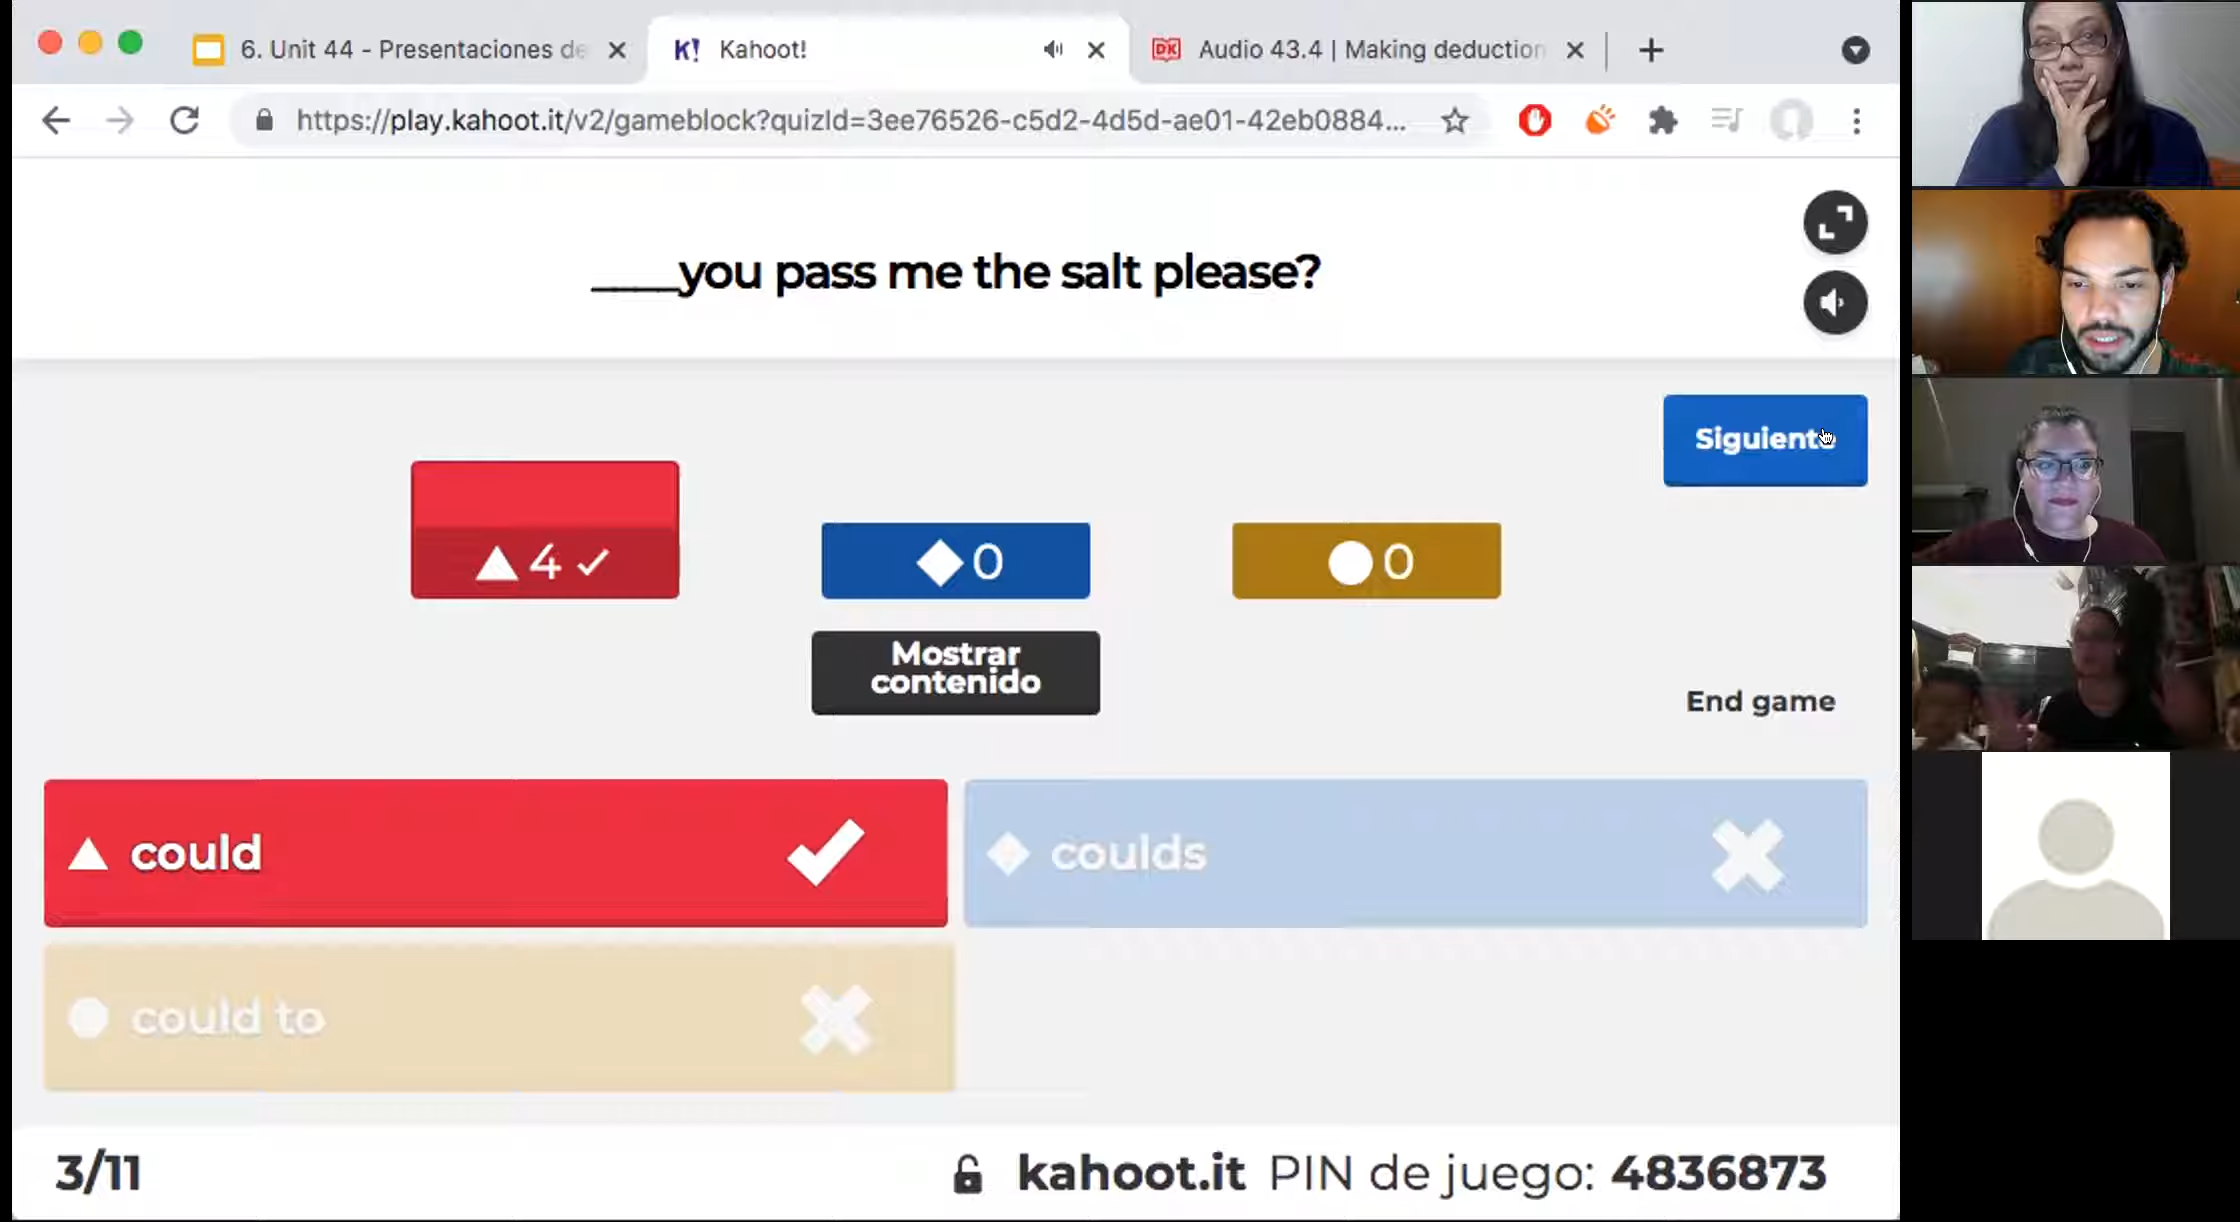 6. Unit 44 - Presentaciones de
K! Kahoot!
DK Audio 43.4 | Making deduction
https://play.kahoot.it/v2/gameblock?quizId=3ee76526-c5d2-4d5d-ae01-42eb0884...
____you pass me the salt please?
Siguiente
4
0
0
Mostrar
contenido
End game
could
coulds
could to
3/11
kahoot.it PIN de juego: 4836873